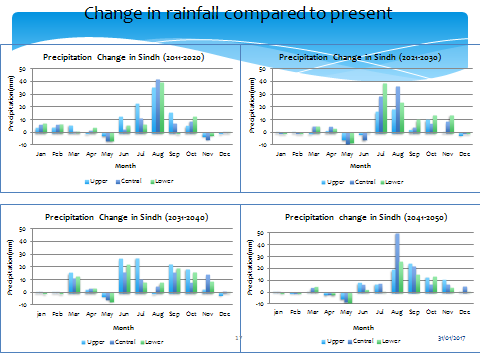 Change in rainfall compared to present
Precipitation Change in Sindh (2011-2020)
Precipitation(mm)
50
40
30
20
10
0
-10
Jan Feb Mar Apr May Jun Jul Aug Sep Oct Nov Dec
Month
Upper Central Lower
Precipitation Change in Sindh (2021-2030)
Precipitation(mm)
50
40
30
20
10
0
-10
Jan Feb Mar Apr May Jun Jul Aug Sep Oct Nov Dec
Month
Upper Central Lower
Precipitation Change in Sindh (2031-2040)
Precipitation(mm)
50
40
30
20
10
0
-10
jan Feb Mar Apr May Jun Jul Aug Sep Oct Nov Dec
Month
Upper Central Lower
Precipitation change in Sindh (2041-2050)
Precipitation(mm)
50
40
30
20
10
0
-10
jan Feb Mar Apr May Jun Jul Aug Sep Oct Nov Dec
Month
Upper Central Lower
31/01/2017